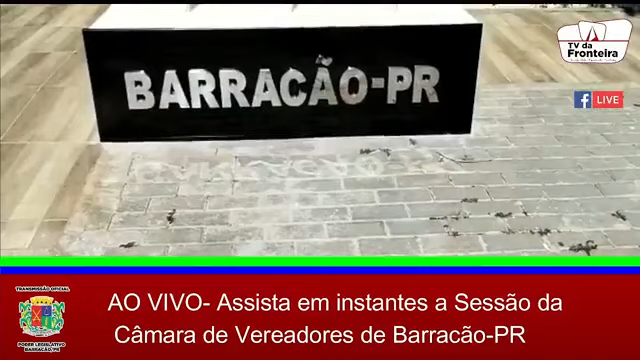 TV da
Fronteira
BARRACÃO-PR
f LIVE
TRANSMISSÃO OFICIAL
AO VIVO- Assista em instantes a Sessão da
Câmara de Vereadores de Barracão-PR
PODER LEGISLATIVO
BARRACÃO/PR